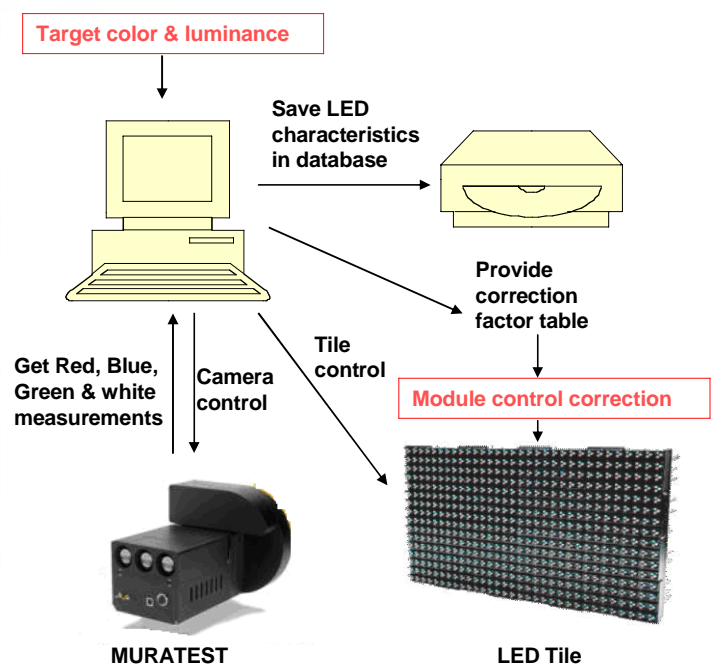 Target color & luminance
Save LED
characteristics
in database
Provide
correction
factor table
Tile
control
Get Red, Blue,
Green & white
measurements
Camera
control
Module control correction
MURATEST
LED Tile